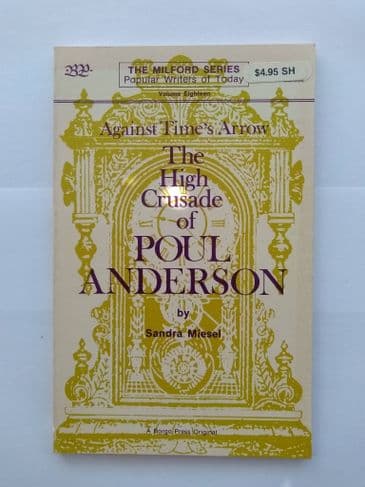 BP
THE MILFORD SERIES
Popular Writers of Today
$4.95 SH
Volume Eighteen
Against Time's Arrow
The
High
Crusade
of
POUL
ANDERSON
by
Sandra Miesel
A Borgo Press Original